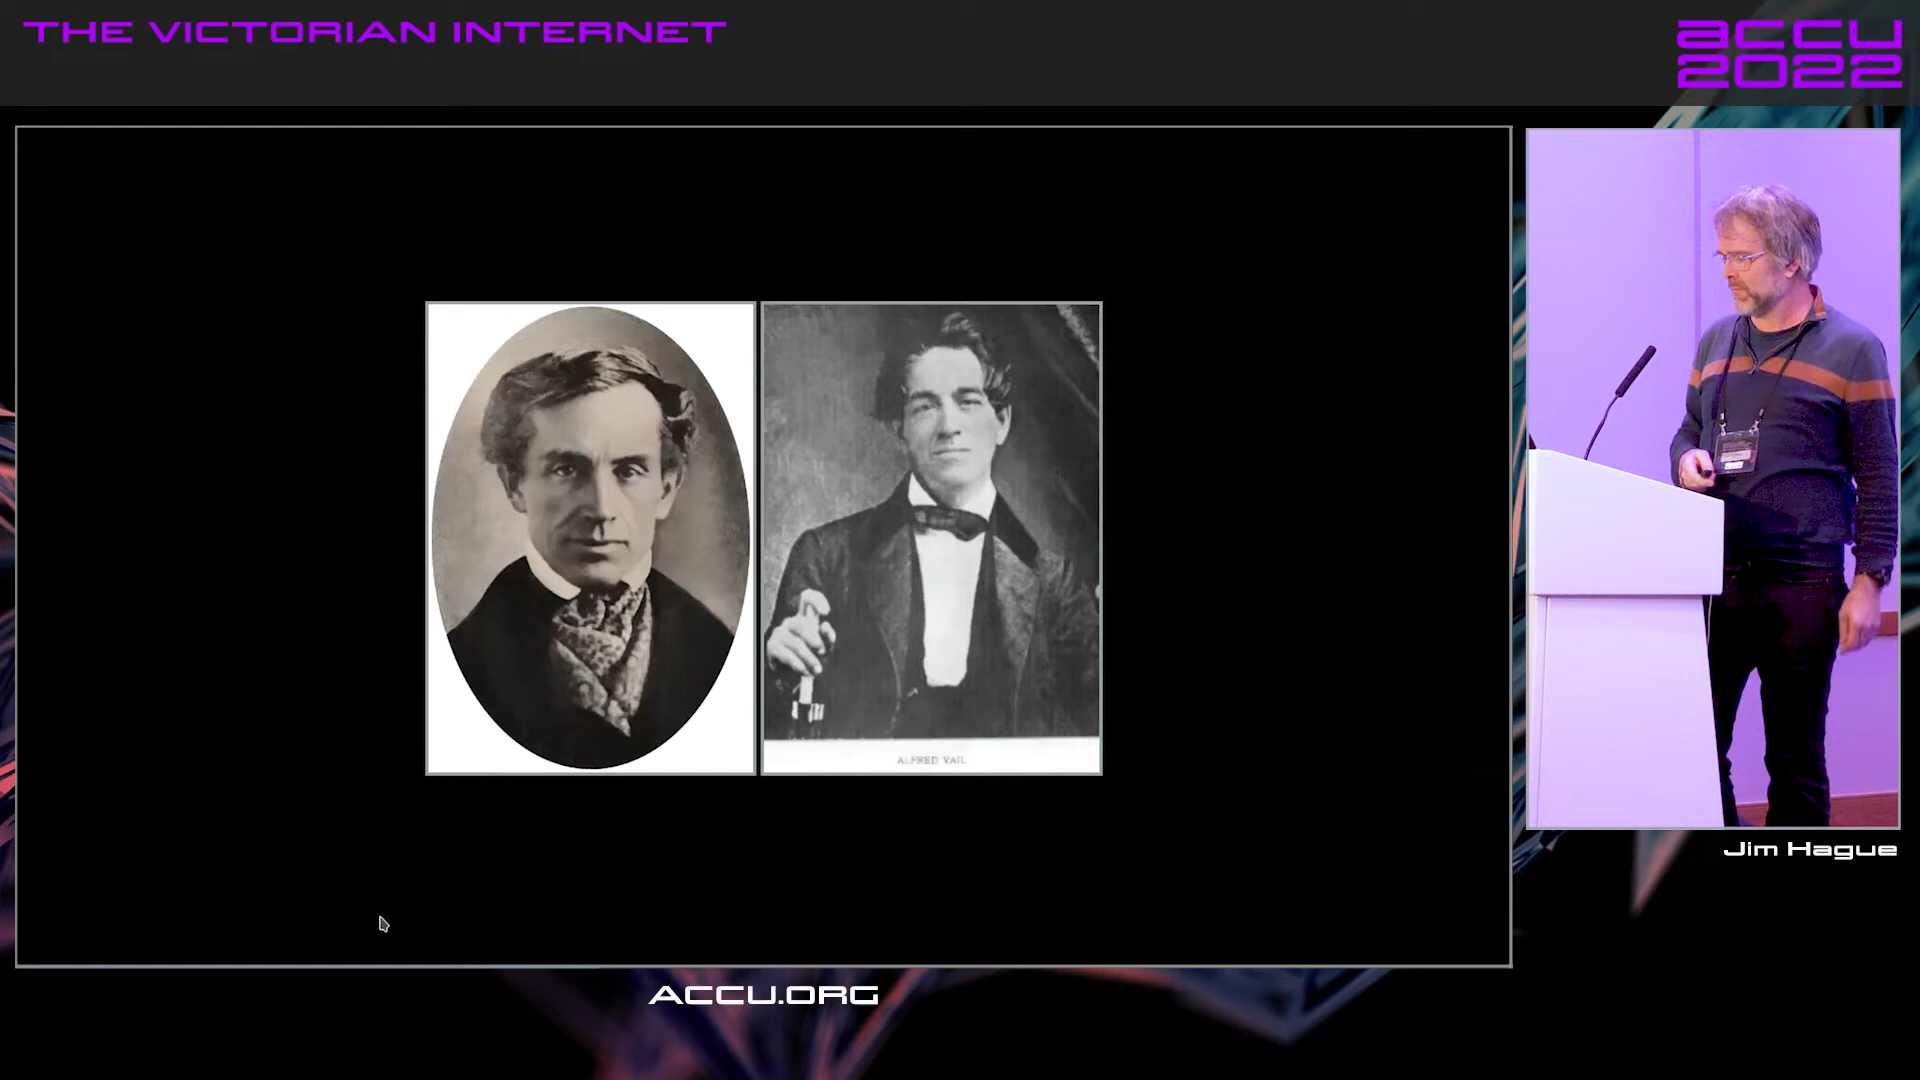 THE VICTORIAN INTERNET
accu
2022
ALFRED VAIL
Jim Hague
ACCU.ORG